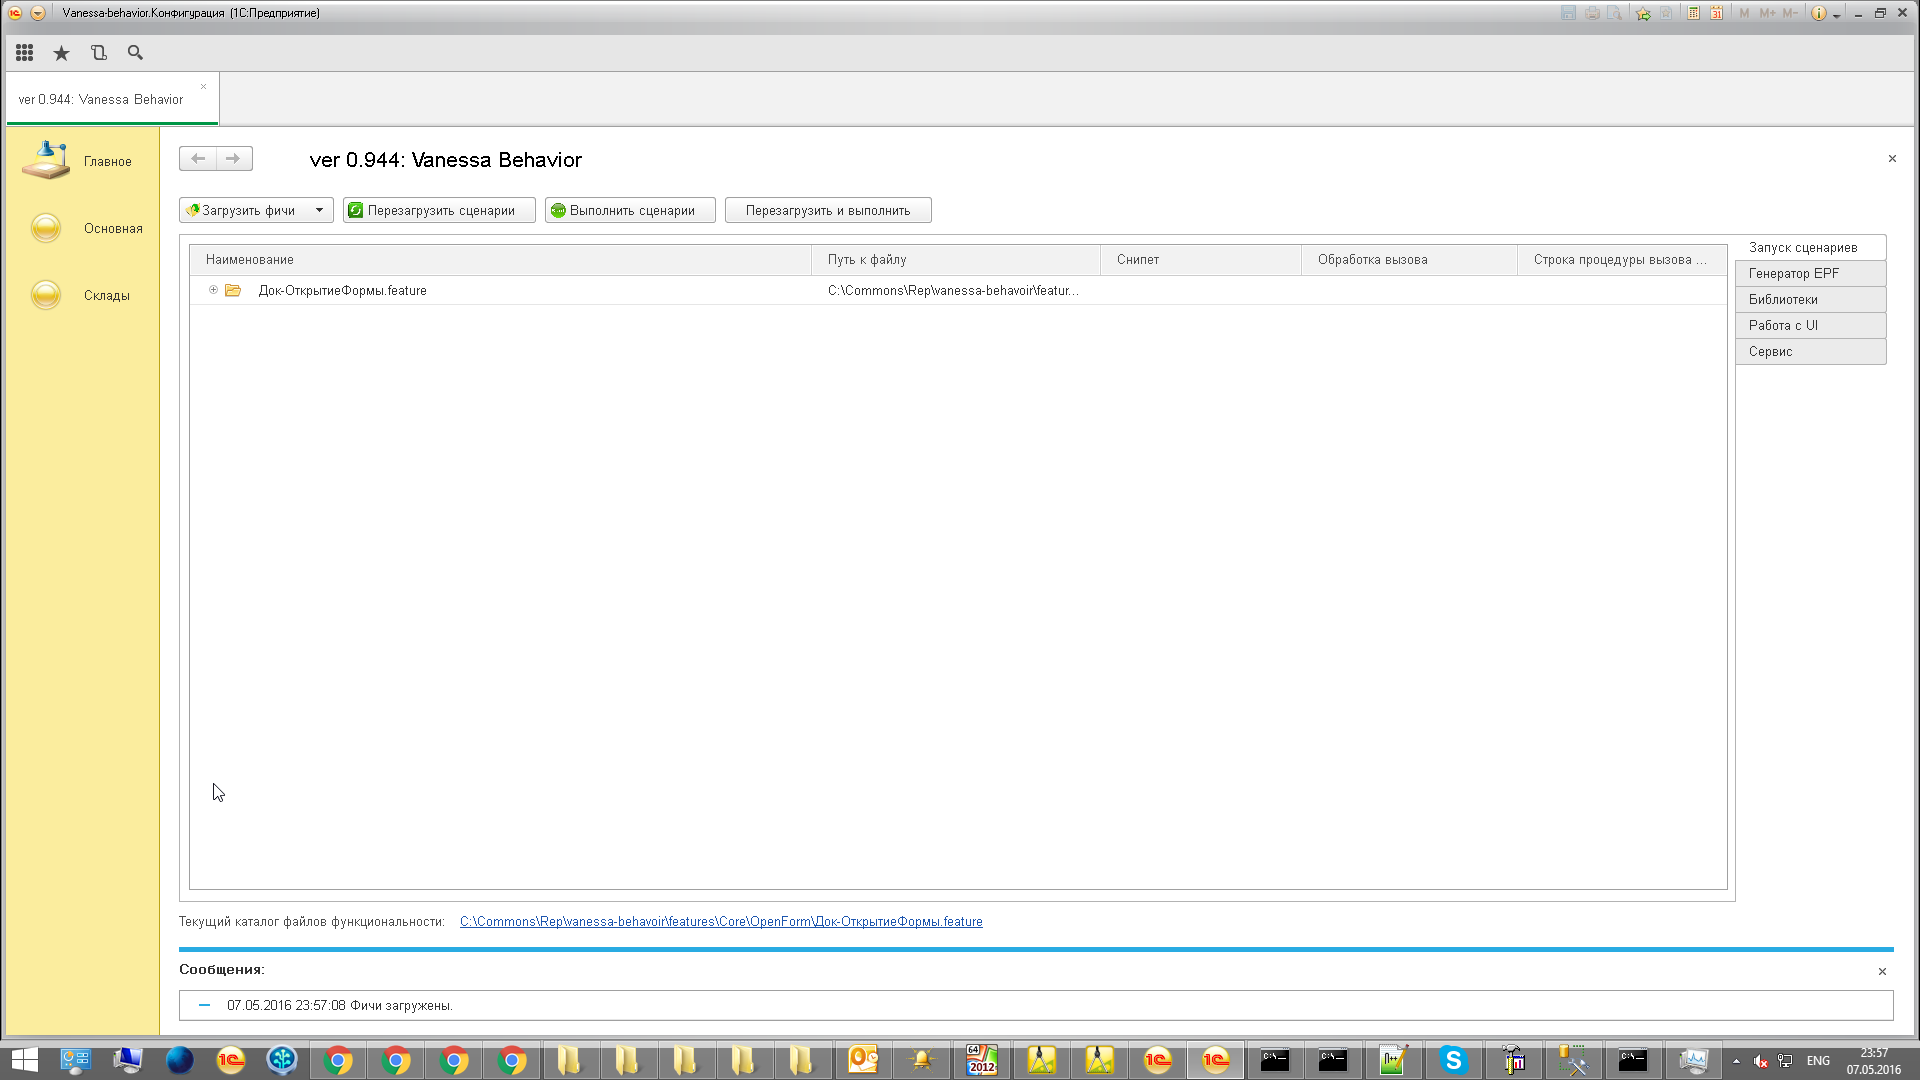 Vanessa-behavior.Конфигурация (1С:Предприятие)
31 M M+ M-
ver 0.944: Vanessa Behavior
Главное
Основная
Склады
ver 0.944: Vanessa Behavior
Загрузить фичи
Перезагрузить сценарии
Выполнить сценарии
Перезагрузить и выполнить
Наименование Путь к файлу Снипет Обработка вызова Строка процедуры вызова ...
Док-ОткрытиеФормы.feature C:\Commons\Rep\vanessa-behavoir\featur...
Запуск сценариев
Генератор EPF
Библиотеки
Работа с UI
Сервис
Текущий каталог файлов функциональности: C:\Commons\Rep\vanessa-behavoir\features\Core\OpenForm\Док-ОткрытиеФормы.feature
Сообщения:
07.05.2016 23:57:08 Фичи загружены.
64
2012
ENG
23:57
07.05.2016